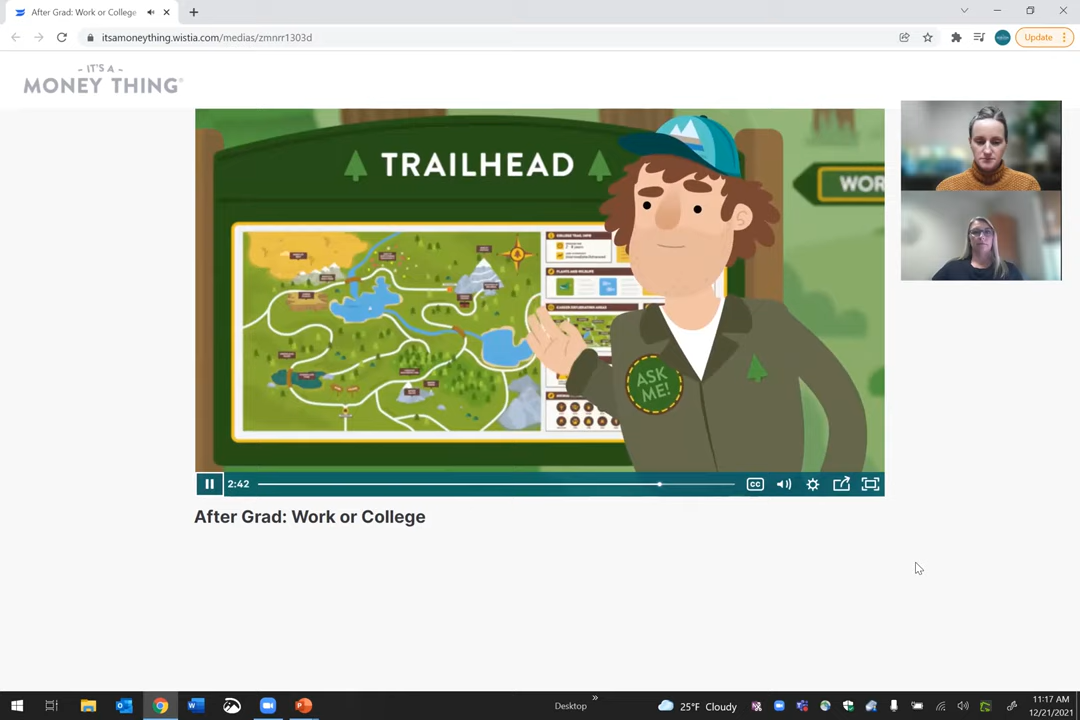 After Grad: Work or College
itsamoneything.wistia.com/medias/zmnrr1303d
Update
- IT'S A -
MONEY THING®
TRAILHEAD
WOR
ASK
ME!
2:42
CC
After Grad: Work or College
Desktop
25°F Cloudy
11:17 AM
12/21/2021